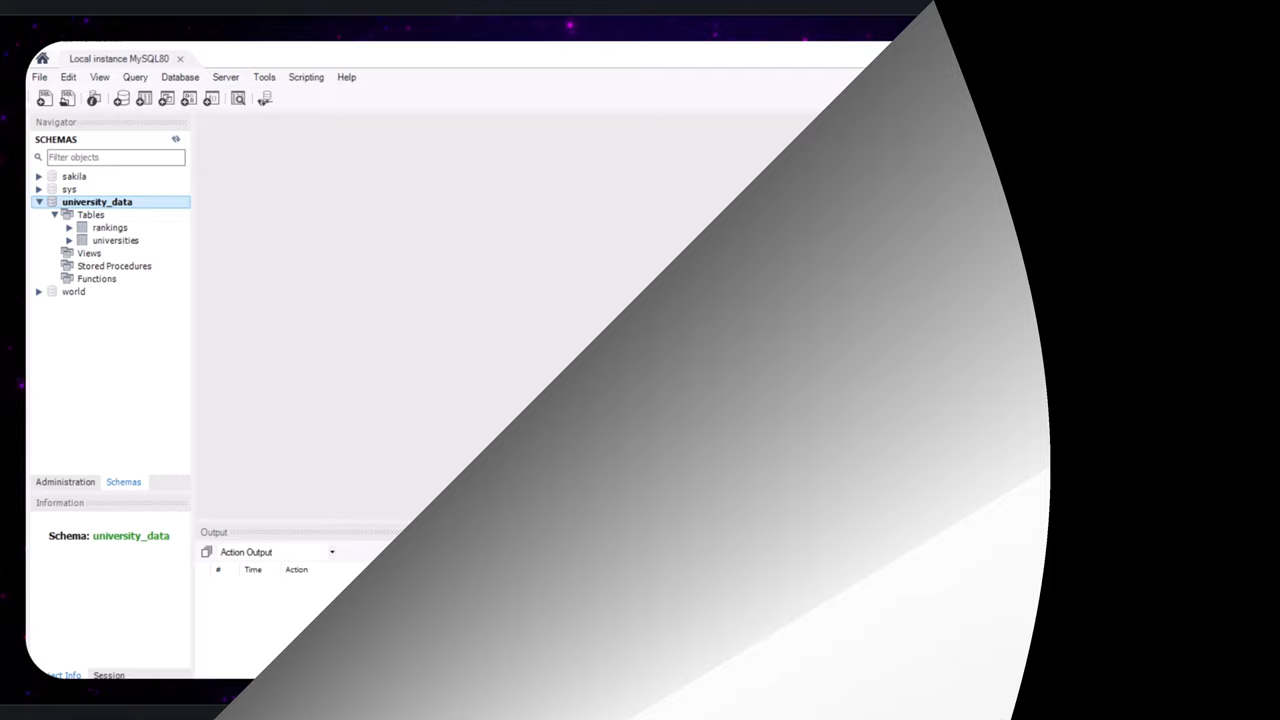 Local instance MySQL80
File Edit View Query Database Server Tools Scripting Help
Navigator
SCHEMAS
Filter objects
sakila
sys
university_data
Tables
rankings
universities
Views
Stored Procedures
Functions
world
Administration Schemas
Information
Schema: university_data
Output
Action Output
# Time Action
Info Session